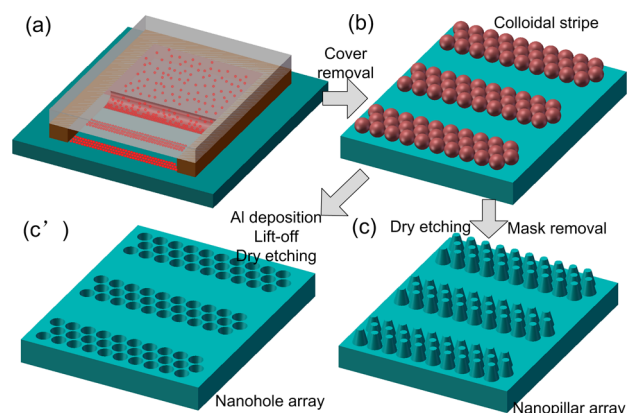 (a)
Cover
removal
(b)
Colloidal stripe
(c')
Al deposition
Lift-off
Dry etching
Nanohole array
(c)
Dry etching
Mask removal
Nanopillar array